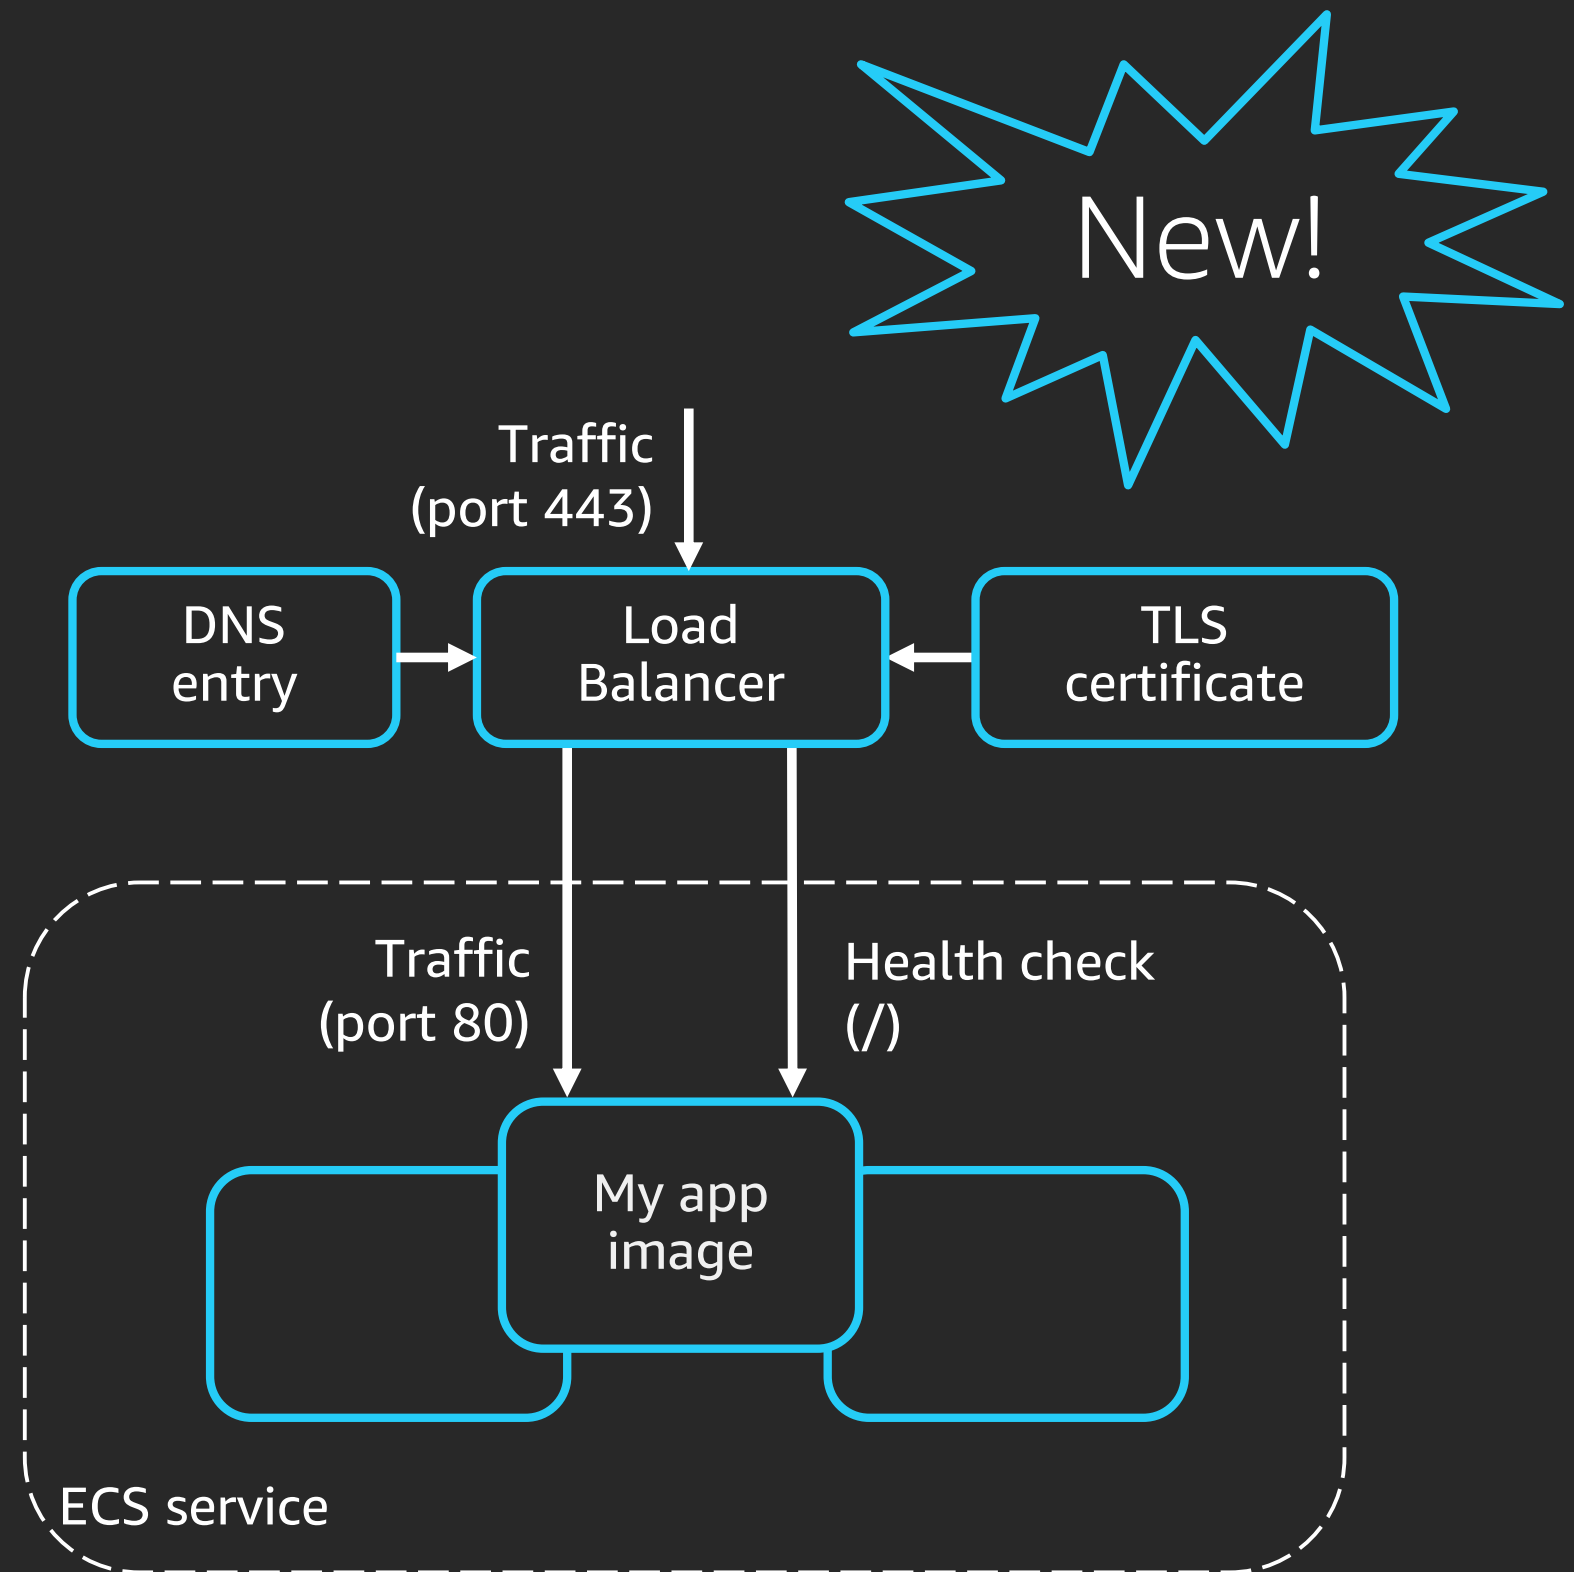 New!
Traffic
(port 443)
DNS
entry
Load
Balancer
TLS
certificate
Traffic
(port 80)
Health check
(/)
My app
image
ECS service